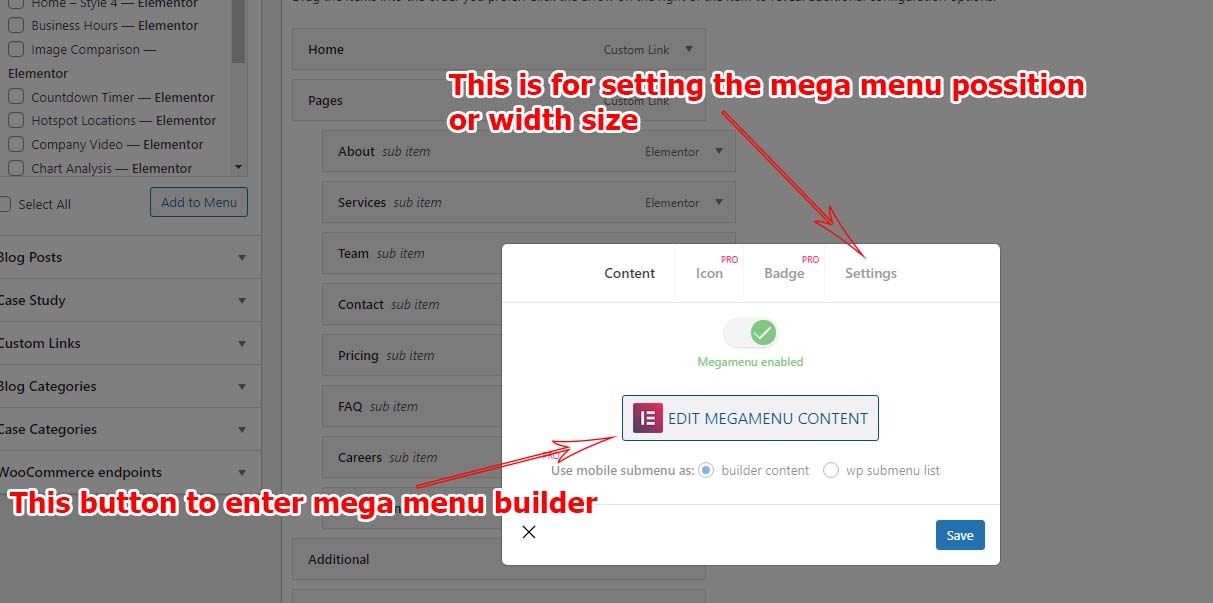 Home – Style 4 — Elementor
Drag the items into the order you prefer. Click the arrow on the right of the item to reveal additional configuration options.
Business Hours — Elementor
Image Comparison —
Elementor
Countdown Timer — Elementor
Hotspot Locations — Elementor
Company Video — Elementor
Chart Analysis — Elementor
Select All
Add to Menu
Blog Posts
Case Study
Custom Links
Blog Categories
Case Categories
WooCommerce endpoints
Home Custom Link
Pages Custom Link
This is for setting the mega menu possition
or width size
About sub item Elementor
Services sub item Elementor
Team sub item
Contact sub item
Pricing sub item
FAQ sub item
Careers sub item
Additional
Content
Icon PRO
Badge PRO
Settings
Megamenu enabled
EDIT MEGAMENU CONTENT
PRO
Use mobile submenu as: builder content wp submenu list
This button to enter mega menu builder
Save